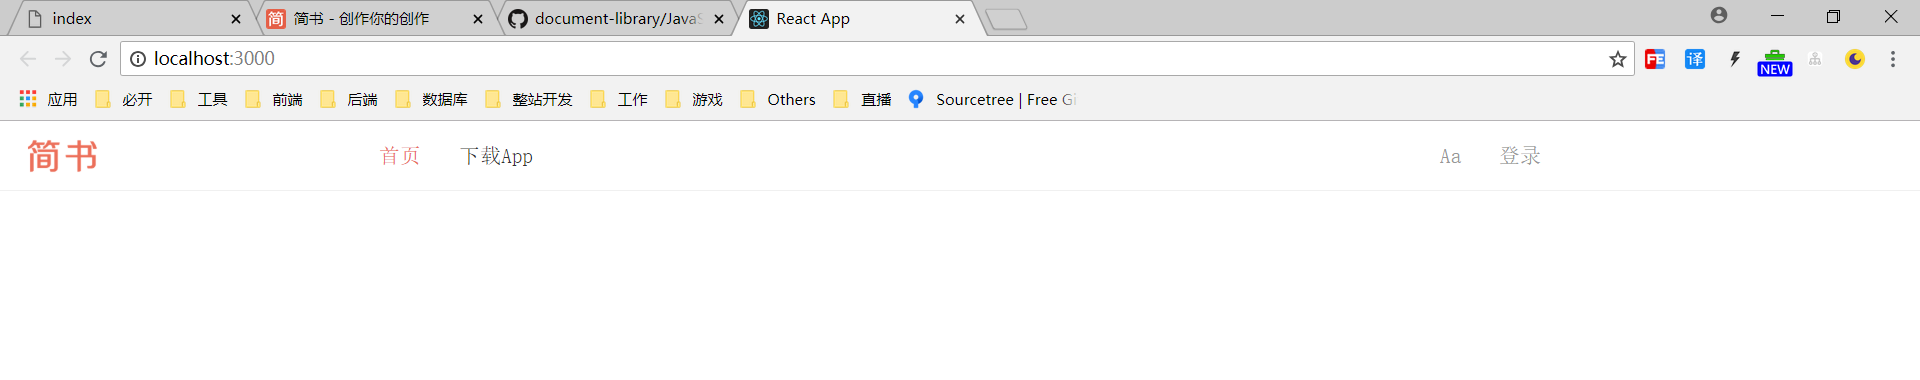 index 简书 - 创作你的创作 document-library/JavaS React App
localhost:3000
译 NEW
应用 必开 工具 前端 后端 数据库 整站开发 工作 游戏 Others 直播 Sourcetree | Free Gi
简书 首页 下载App Aa 登录